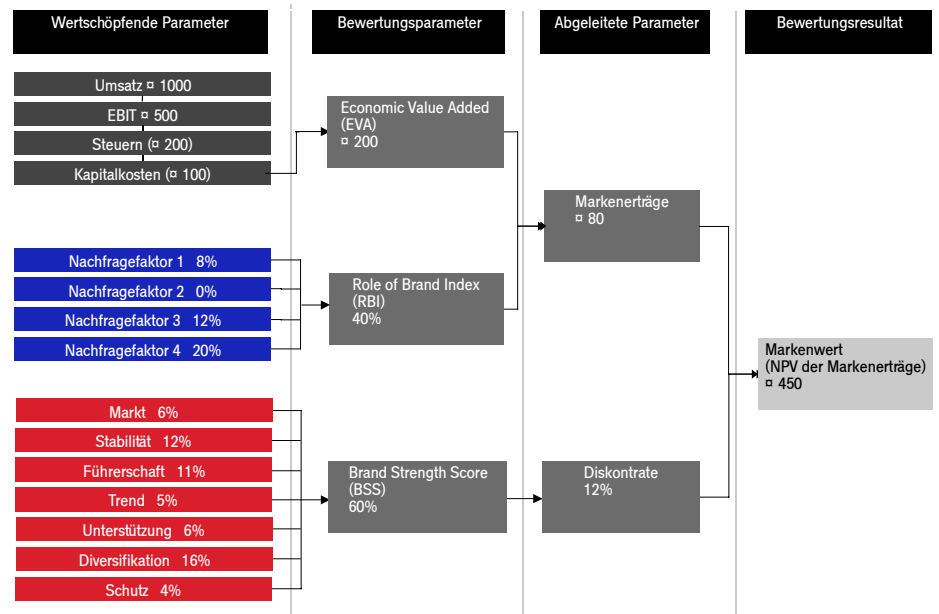 Wertschöpfende Parameter
Bewertungsparameter
Abgeleitete Parameter
Bewertungsresultat
Umsatz ¤ 1000
EBIT ¤ 500
Steuern (¤ 200)
Kapitalkosten (¤ 100)
Economic Value Added
(EVA)
¤ 200
Markenerträge
¤ 80
Nachfragefaktor 1 8%
Nachfragefaktor 2 0%
Nachfragefaktor 3 12%
Nachfragefaktor 4 20%
Role of Brand Index
(RBI)
40%
Markenwert
(NPV der Markenerträge)
¤ 450
Markt 6%
Stabilität 12%
Führerschaft 11%
Trend 5%
Unterstützung 6%
Diversifikation 16%
Schutz 4%
Brand Strength Score
(BSS)
60%
Diskontrate
12%